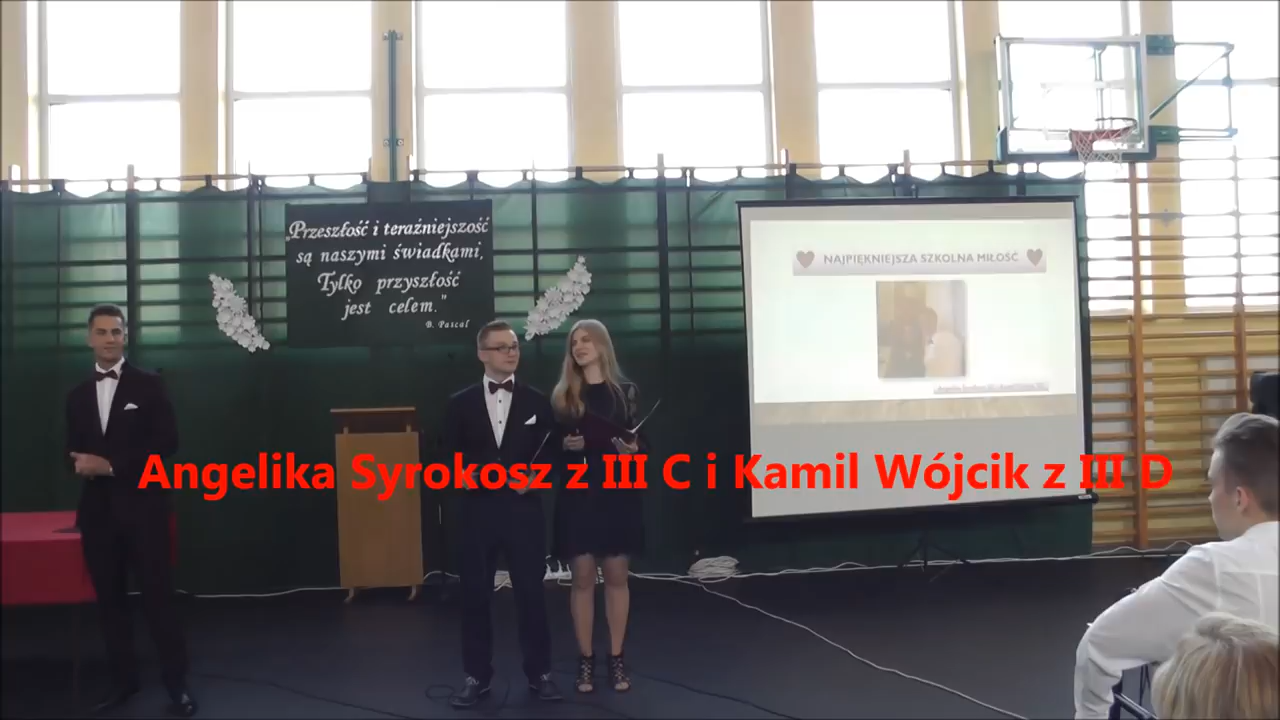 „Przeszłość i teraźniejszość
są naszymi świadkami,
Tylko przyszłość
jest celem."
B. Pascal
NAJPIĘKNIEJSZA SZKOLNA MIŁOŚĆ
Angelika Syrokosz z III C i Kamil Wójcik z III D